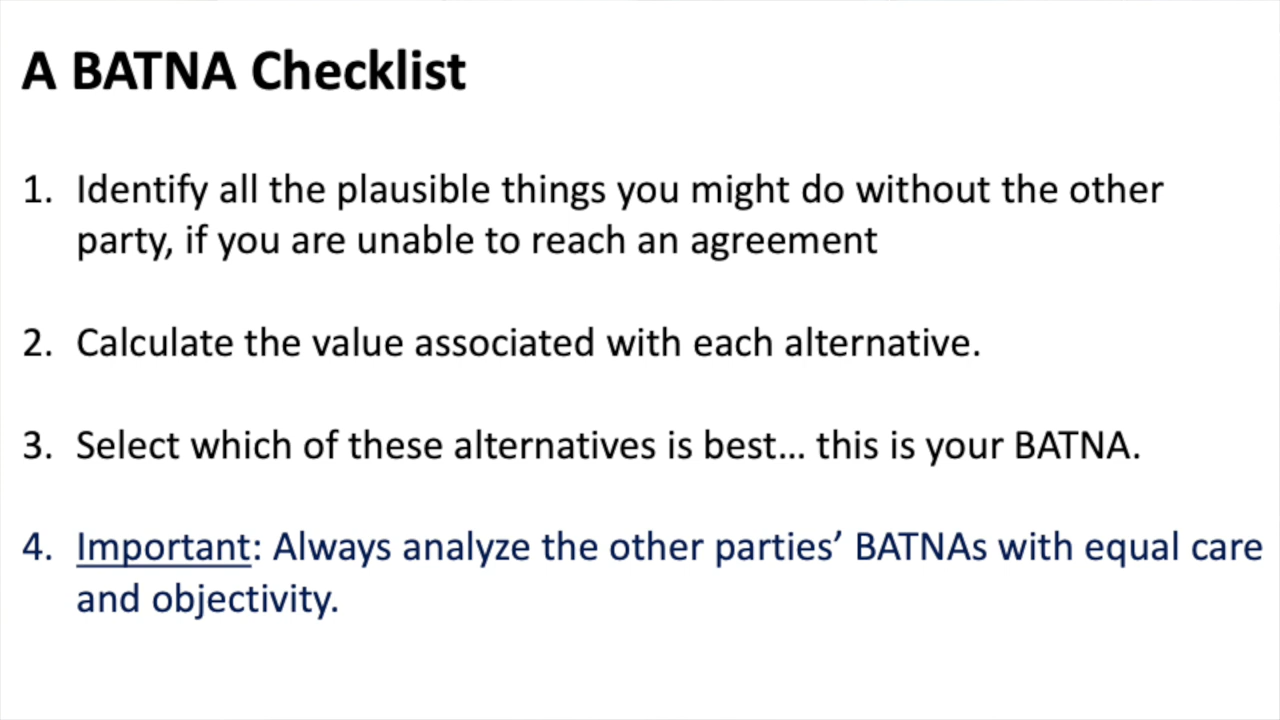 A BATNA Checklist
1. Identify all the plausible things you might do without the other
party, if you are unable to reach an agreement
2. Calculate the value associated with each alternative.
3. Select which of these alternatives is best... this is your BATNA.
4. Important: Always analyze the other parties’ BATNAs with equal care
and objectivity.